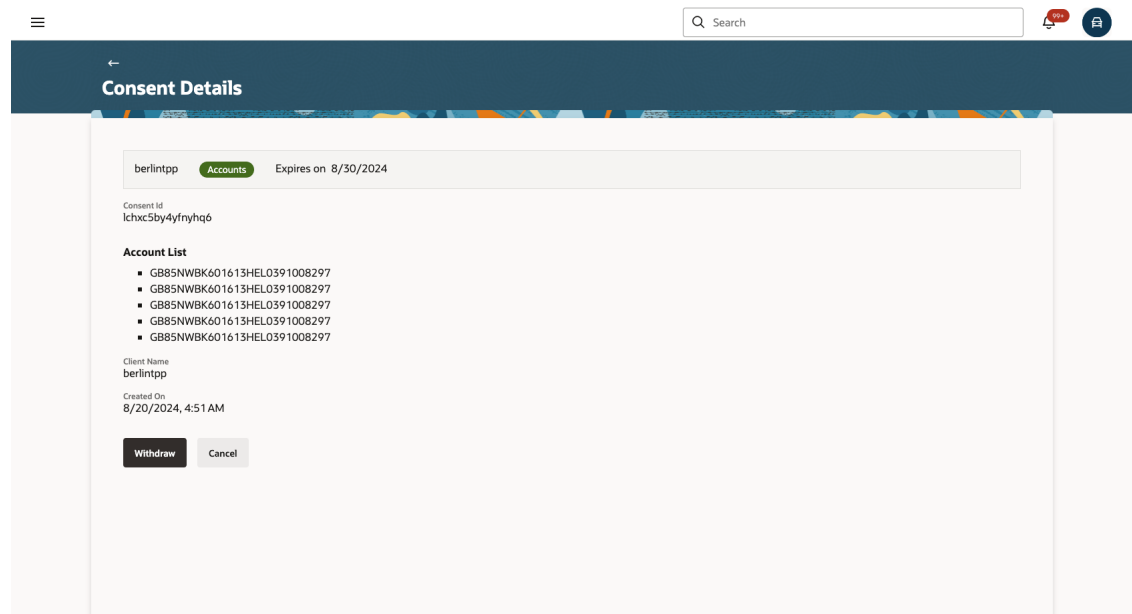 Search
99+
Consent Details
berlintpp Accounts Expires on 8/30/2024
Consent Id
lchxc5by4yfnyhq6
Account List
GB85NWBK601613HEL0391008297
GB85NWBK601613HEL0391008297
GB85NWBK601613HEL0391008297
GB85NWBK601613HEL0391008297
GB85NWBK601613HEL0391008297
Client Name
berlintpp
Created On
8/20/2024, 4:51 AM
Withdraw Cancel